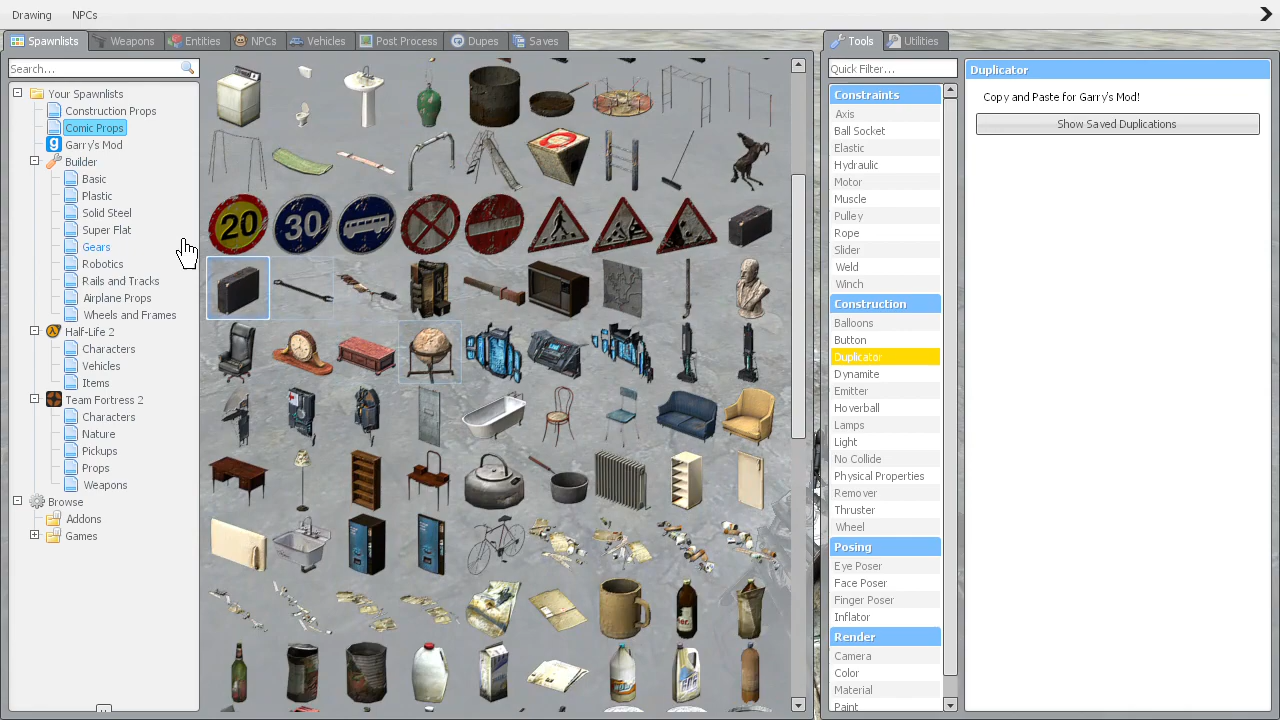 Drawing NPCs
Spawnlists Weapons Entities NPCs Vehicles Post Process Dupes Saves
Search...
Your Spawnlists
Construction Props
Comic Props
Garry's Mod
Builder
Basic
Plastic
Solid Steel
Super Flat
Gears
Robotics
Rails and Tracks
Airplane Props
Wheels and Frames
Half-Life 2
Characters
Vehicles
Items
Team Fortress 2
Characters
Nature
Pickups
Props
Weapons
Browse
Addons
Games
20
30
Tools Utilities
Quick Filter...
Constraints
Axis
Ball Socket
Elastic
Hydraulic
Motor
Muscle
Pulley
Rope
Slider
Weld
Winch
Construction
Balloons
Button
Duplicator
Dynamite
Emitter
Hoverball
Lamps
Light
No Collide
Physical Properties
Remover
Thruster
Wheel
Posing
Eye Poser
Face Poser
Finger Poser
Inflator
Render
Camera
Color
Material
Paint
Duplicator
Copy and Paste for Garry's Mod!
Show Saved Duplications